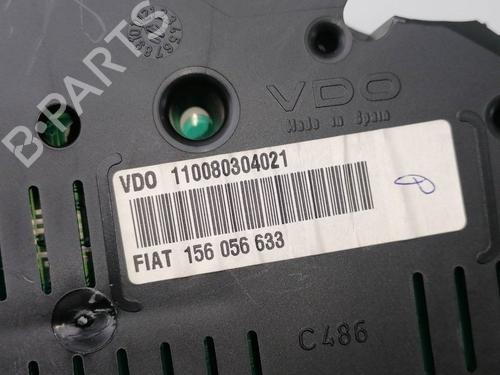 VDO
Made in Spain
VDO 110080304021
FIAT 156 056 633
C486
B-PARTS